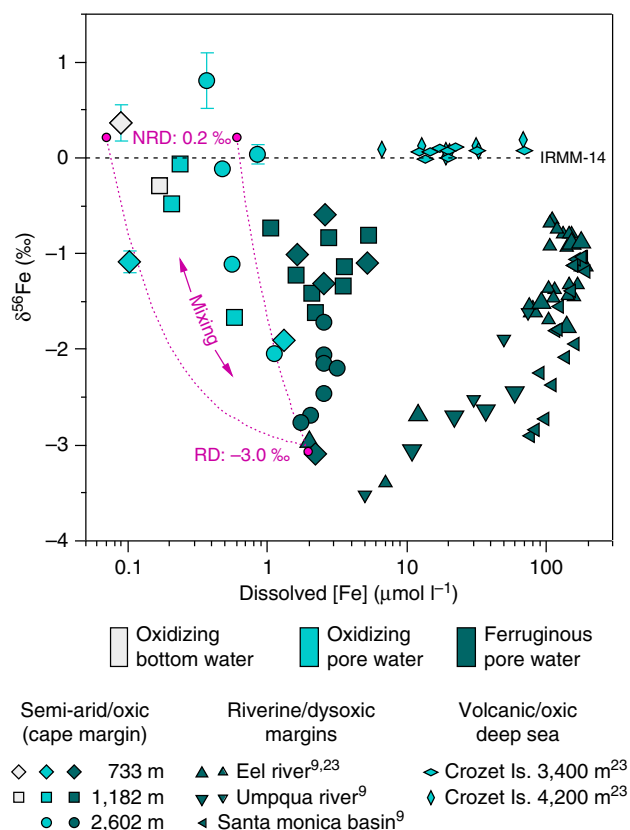 1
0
−1
−2
−3
−4
δ56Fe (‰)
NRD: 0.2 ‰
IRMM-14
Mixing
RD: −3.0 ‰
0.1 1 10 100
Dissolved [Fe] (μmol l−1)
Oxidizing bottom water
Oxidizing pore water
Ferruginous pore water
Semi-arid/oxic (cape margin)
733 m
1,182 m
2,602 m
Riverine/dysoxic margins
Eel river9,23
Umpqua river9
Santa monica basin9
Volcanic/oxic deep sea
Crozet Is. 3,400 m23
Crozet Is. 4,200 m23